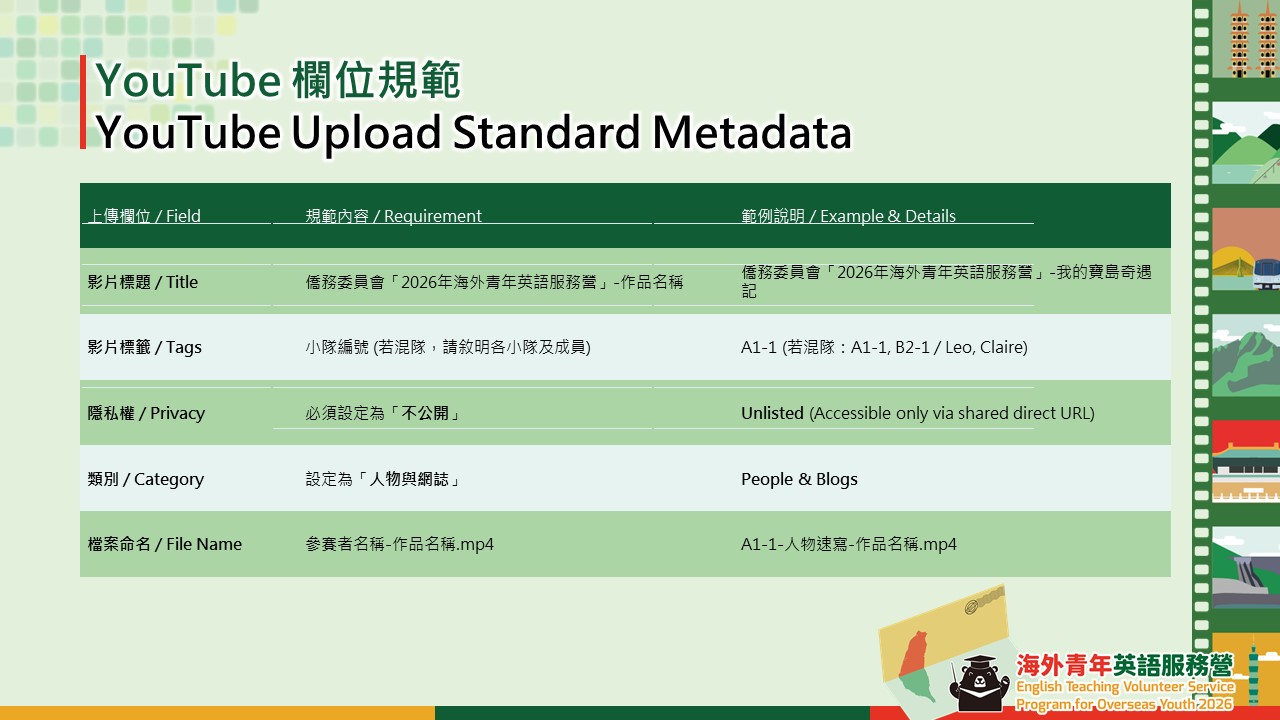 YouTube 欄位規範
YouTube Upload Standard Metadata
上傳欄位 / Field
規範內容 / Requirement
範例說明 / Example & Details
影片標題 / Title
僑務委員會「2026年海外青年英語服務營」-作品名稱
僑務委員會「2026年海外青年英語服務營」-我的寶島奇遇
記
影片標籤 / Tags
小隊編號 (若混隊，請敘明各小隊及成員)
A1-1 (若混隊：A1-1, B2-1 / Leo, Claire)
隱私權 / Privacy
必須設定為「不公開」
Unlisted (Accessible only via shared direct URL)
類別 / Category
設定為「人物與網誌」
People & Blogs
檔案命名 / File Name
參賽者名稱-作品名稱.mp4
A1-1-人物速寫-作品名稱.mp4
海外青年英語服務營
English Teaching Volunteer Service
Program for Overseas Youth 2026